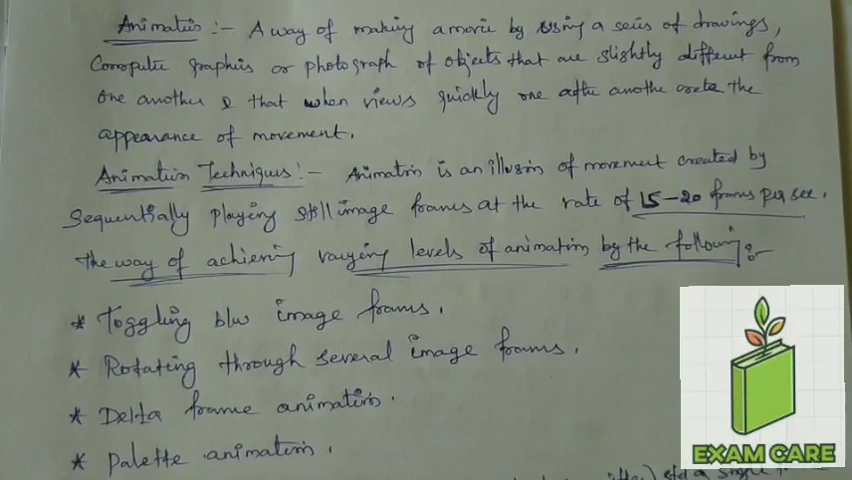 Animation :- A way of making a movie by using a series of drawings,
Computer graphics or photograph of objects that are slightly different from
one another & that when views quickly one after another create the
appearance of movement.
Animation Techniques :- Animation is an illusion of movement created by
Sequentially playing still image frames at the rate of 15-20 frams per sec.
the way of achieving varying levels of animation by the following :-
* Toggling b/w image frams.
* Rotating through several image frams.
* Delta frame animation.
* Palette animation.
EXAM CARE